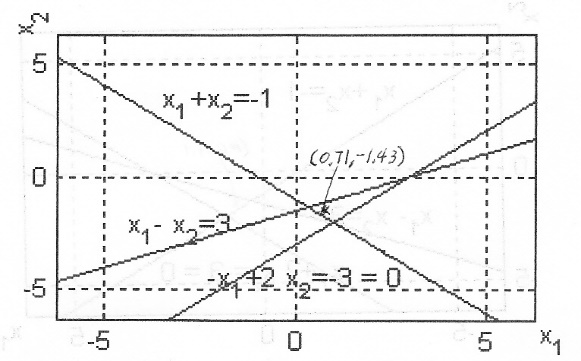 x2
5
x1 +x2=-1
(0.71,-1.43)
0
x1- x2=3
-x1+2 x2=-3 = 0
-5
-5
0
5
x1